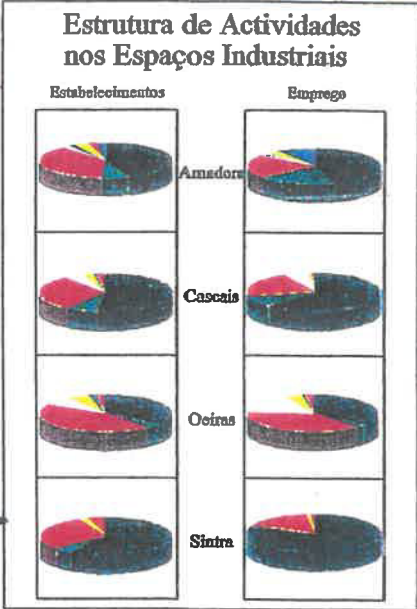 Estrutura de Actividades
nos Espaços Industriais
Estabelecimentos Emprego
Amadora
Cascais
Oeiras
Sintra